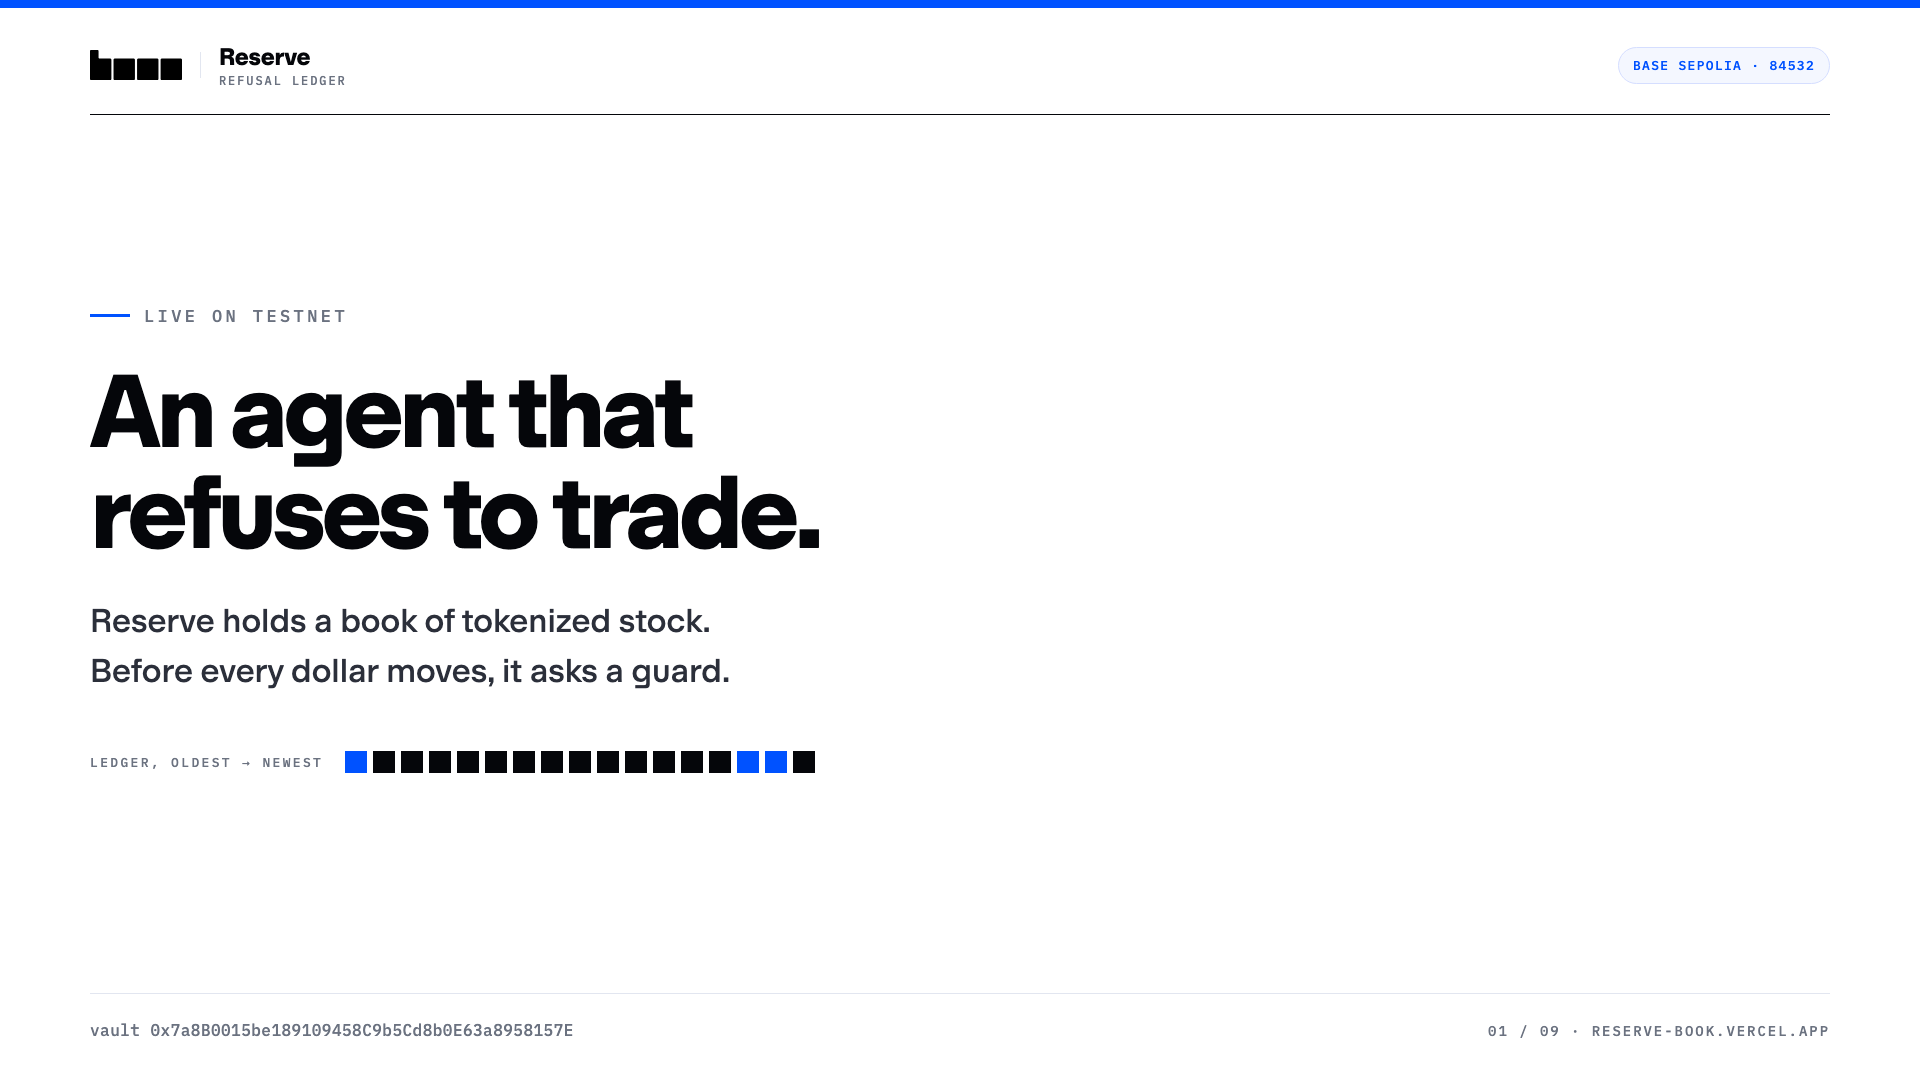 Reserve
REFUSAL LEDGER
BASE SEPOLIA · 84532
LIVE ON TESTNET
An agent that
refuses to trade.
Reserve holds a book of tokenized stock.
Before every dollar moves, it asks a guard.
LEDGER, OLDEST → NEWEST
vault 0x7a8B0015be189109458C9b5Cd8b0E63a8958157E
01 / 09 · RESERVE-BOOK.VERCEL.APP